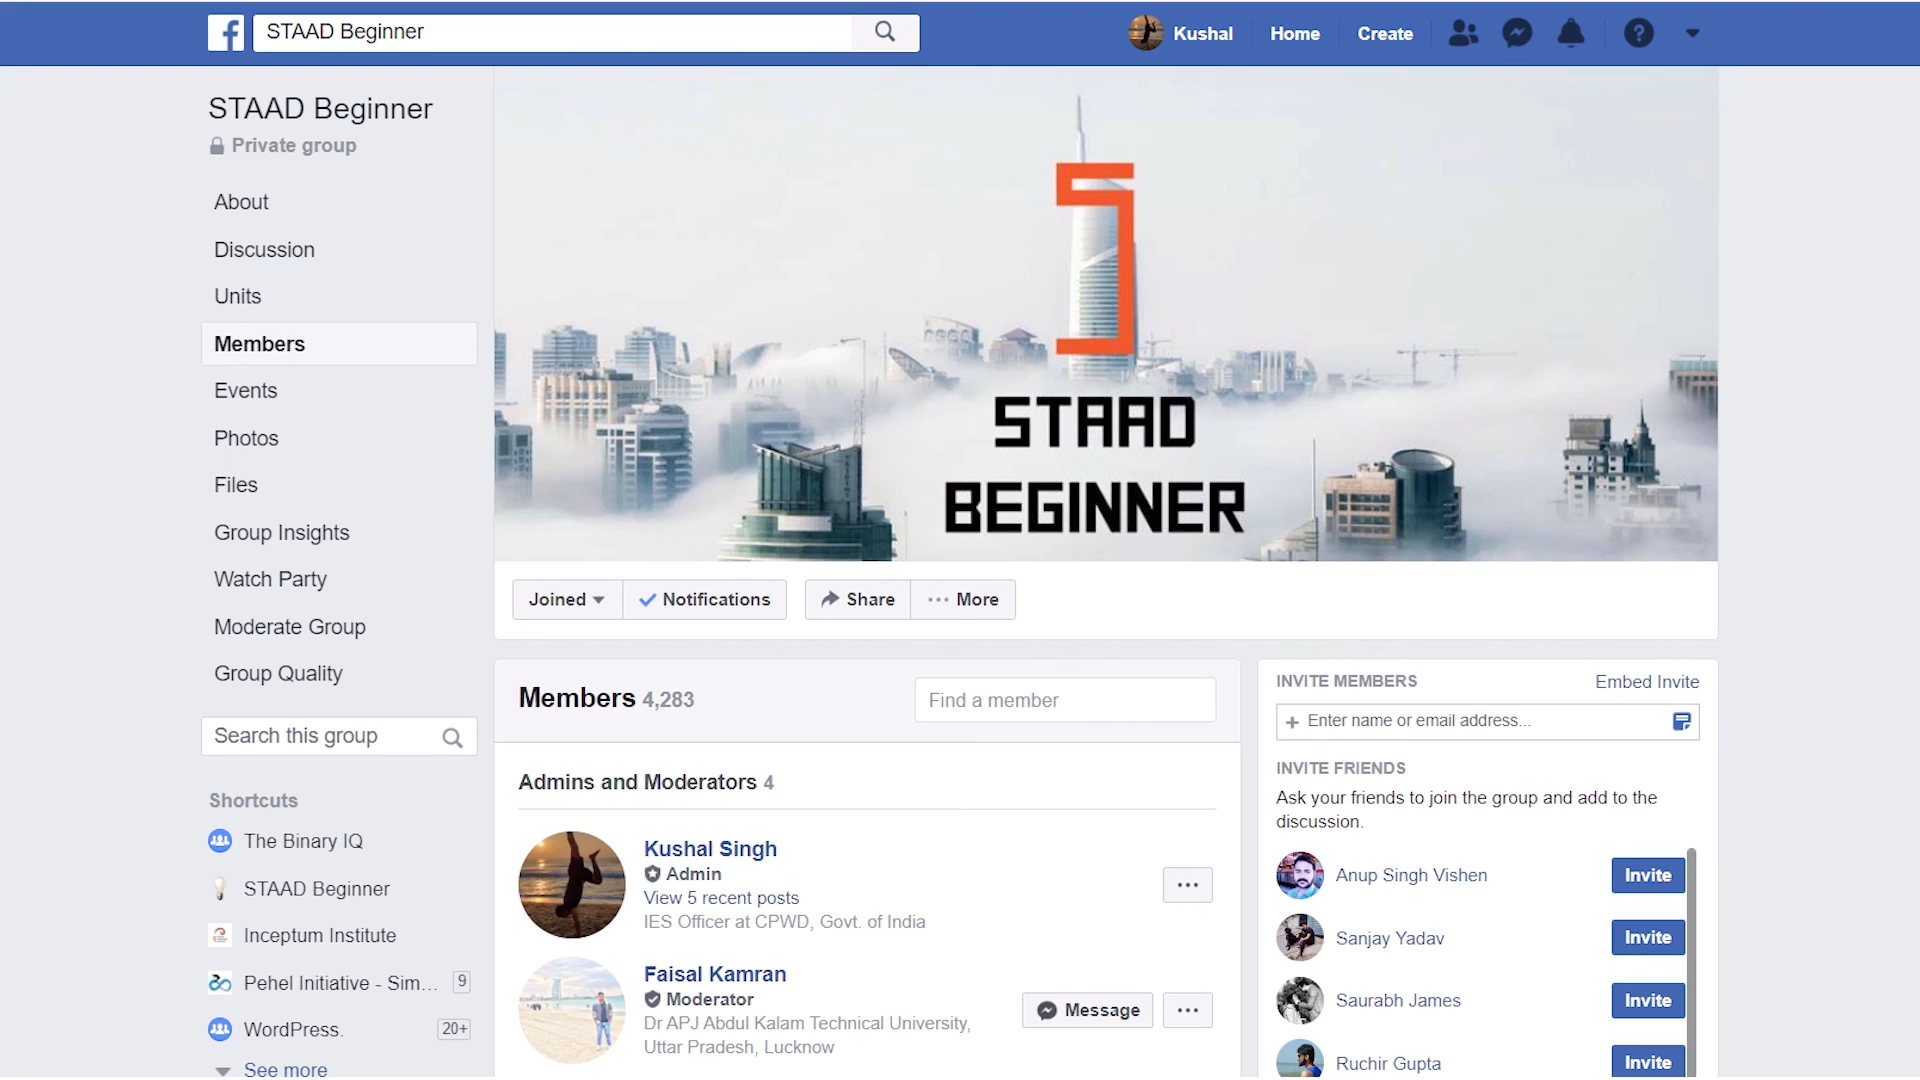 STAAD Beginner
Kushal
Home
Create
STAAD Beginner
Private group
About
Discussion
Units
Members
Events
Photos
Files
Group Insights
Watch Party
Moderate Group
Group Quality
Search this group
Shortcuts
The Binary IQ
STAAD Beginner
Inceptum Institute
Pehel Initiative - Sim... 9
WordPress. 20+
See more
STAAD
BEGINNER
Joined
Notifications
Share
More
Members 4,283
Find a member
Admins and Moderators 4
Kushal Singh
Admin
View 5 recent posts
IES Officer at CPWD, Govt. of India
Faisal Kamran
Moderator
Dr APJ Abdul Kalam Technical University,
Uttar Pradesh, Lucknow
Message
INVITE MEMBERS
Embed Invite
+ Enter name or email address...
INVITE FRIENDS
Ask your friends to join the group and add to the
discussion.
Anup Singh Vishen
Invite
Sanjay Yadav
Invite
Saurabh James
Invite
Ruchir Gupta
Invite